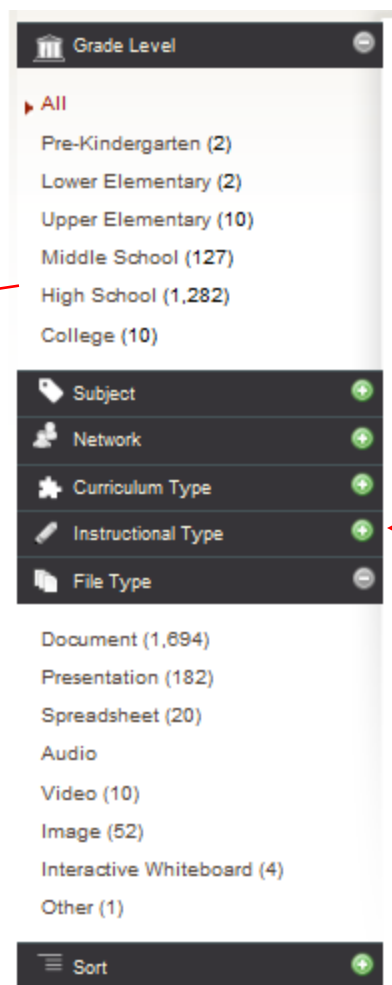 Grade Level
All
Pre-Kindergarten (2)
Lower Elementary (2)
Upper Elementary (10)
Middle School (127)
High School (1,282)
College (10)
Subject
Network
Curriculum Type
Instructional Type
File Type
Document (1,694)
Presentation (182)
Spreadsheet (20)
Audio
Video (10)
Image (52)
Interactive Whiteboard (4)
Other (1)
Sort